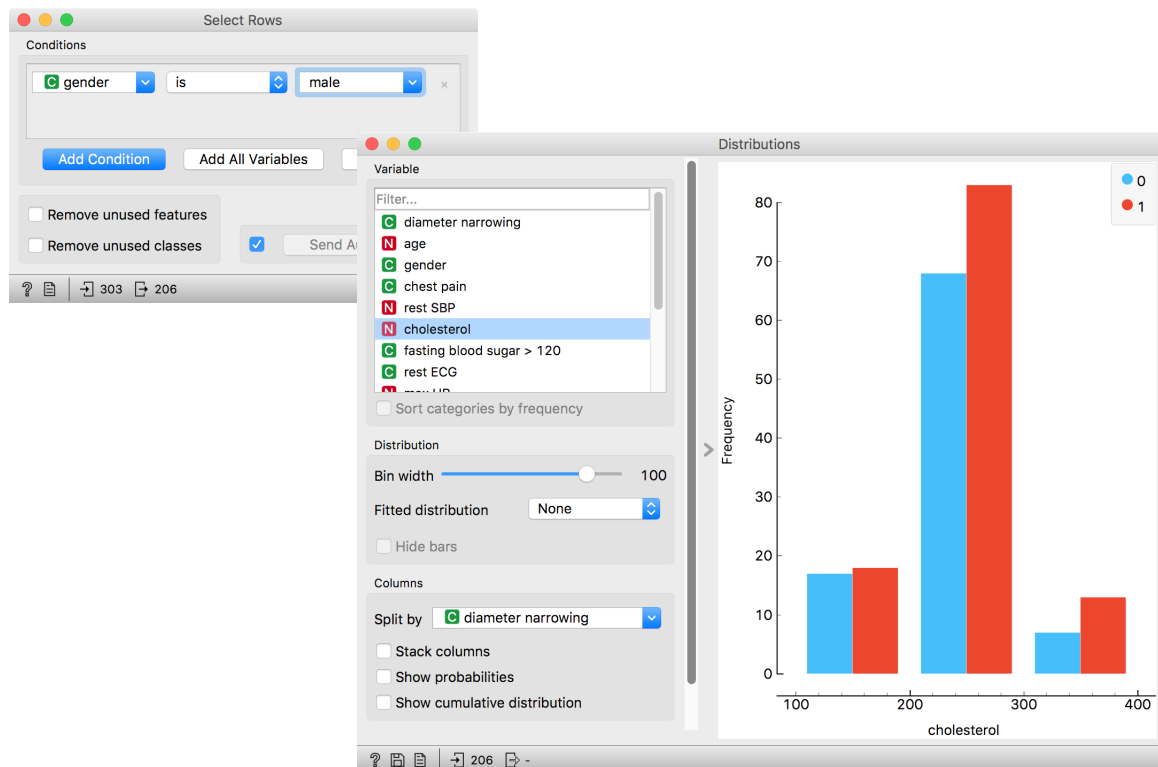 Select Rows
Conditions
C gender is male ×
Add Condition Add All Variables
Remove unused features
Remove unused classes
Send Au
? 303 206
Distributions
Variable
Filter...
C diameter narrowing
N age
C gender
C chest pain
N rest SBP
N cholesterol
C fasting blood sugar > 120
C rest ECG
N max HR
Sort categories by frequency
Distribution
Bin width 100
Fitted distribution None
Hide bars
Columns
Split by C diameter narrowing
Stack columns
Show probabilities
Show cumulative distribution
? 206 -
0
1
80
70
60
50
40
30
20
10
0
Frequency
100 200 300 400
cholesterol